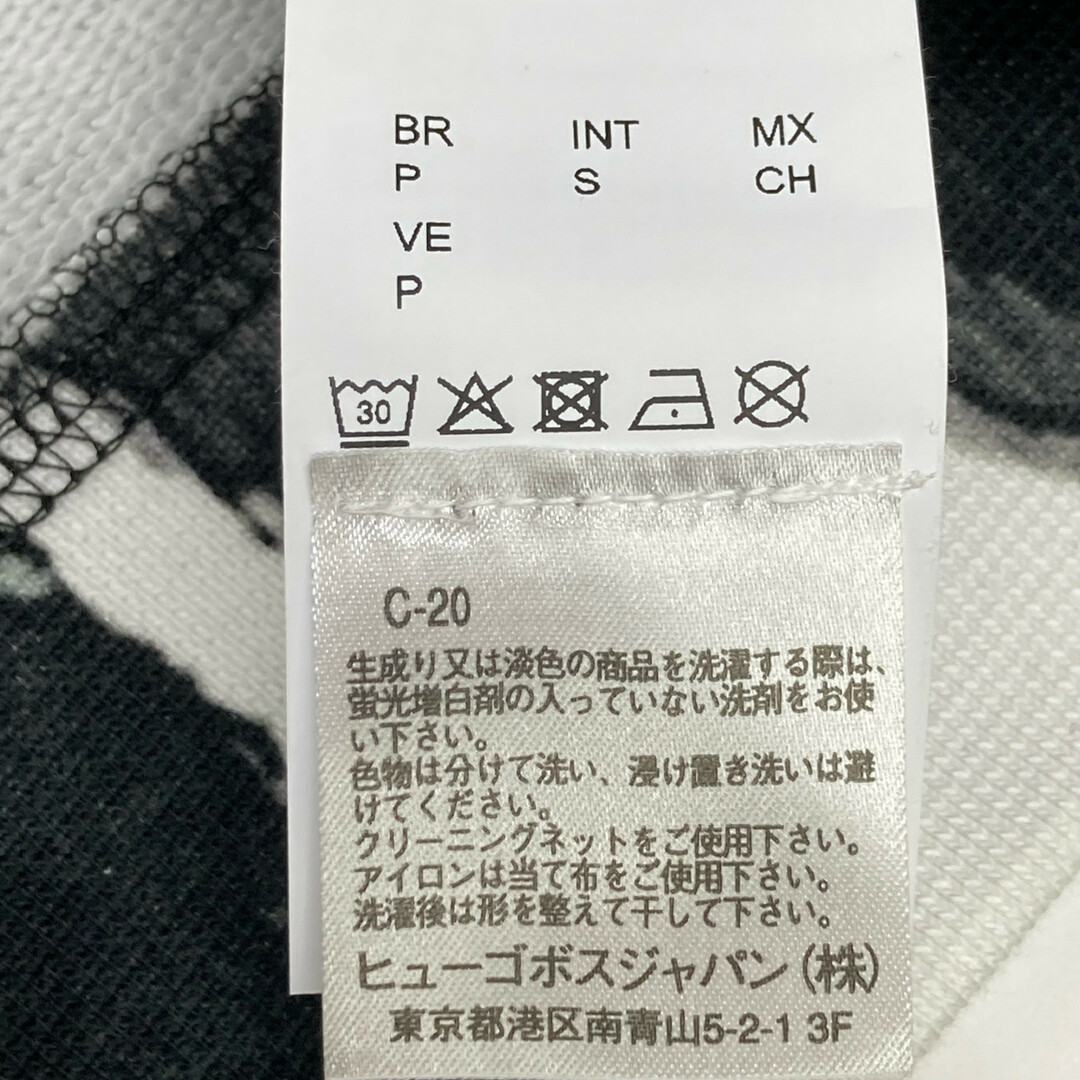 BR INT MX
P S CH
VE
P
30
C-20
生成り又は淡色の商品を洗濯する際は、
蛍光増白剤の入っていない洗剤をお使
い下さい。
色物は分けて洗い、浸け置き洗いは避
けてください。
クリーニングネットをご使用下さい。
アイロンは当て布をご使用下さい。
洗濯後は形を整えて干して下さい。
ヒューゴボスジャパン(株)
東京都港区南青山5-2-1 3F